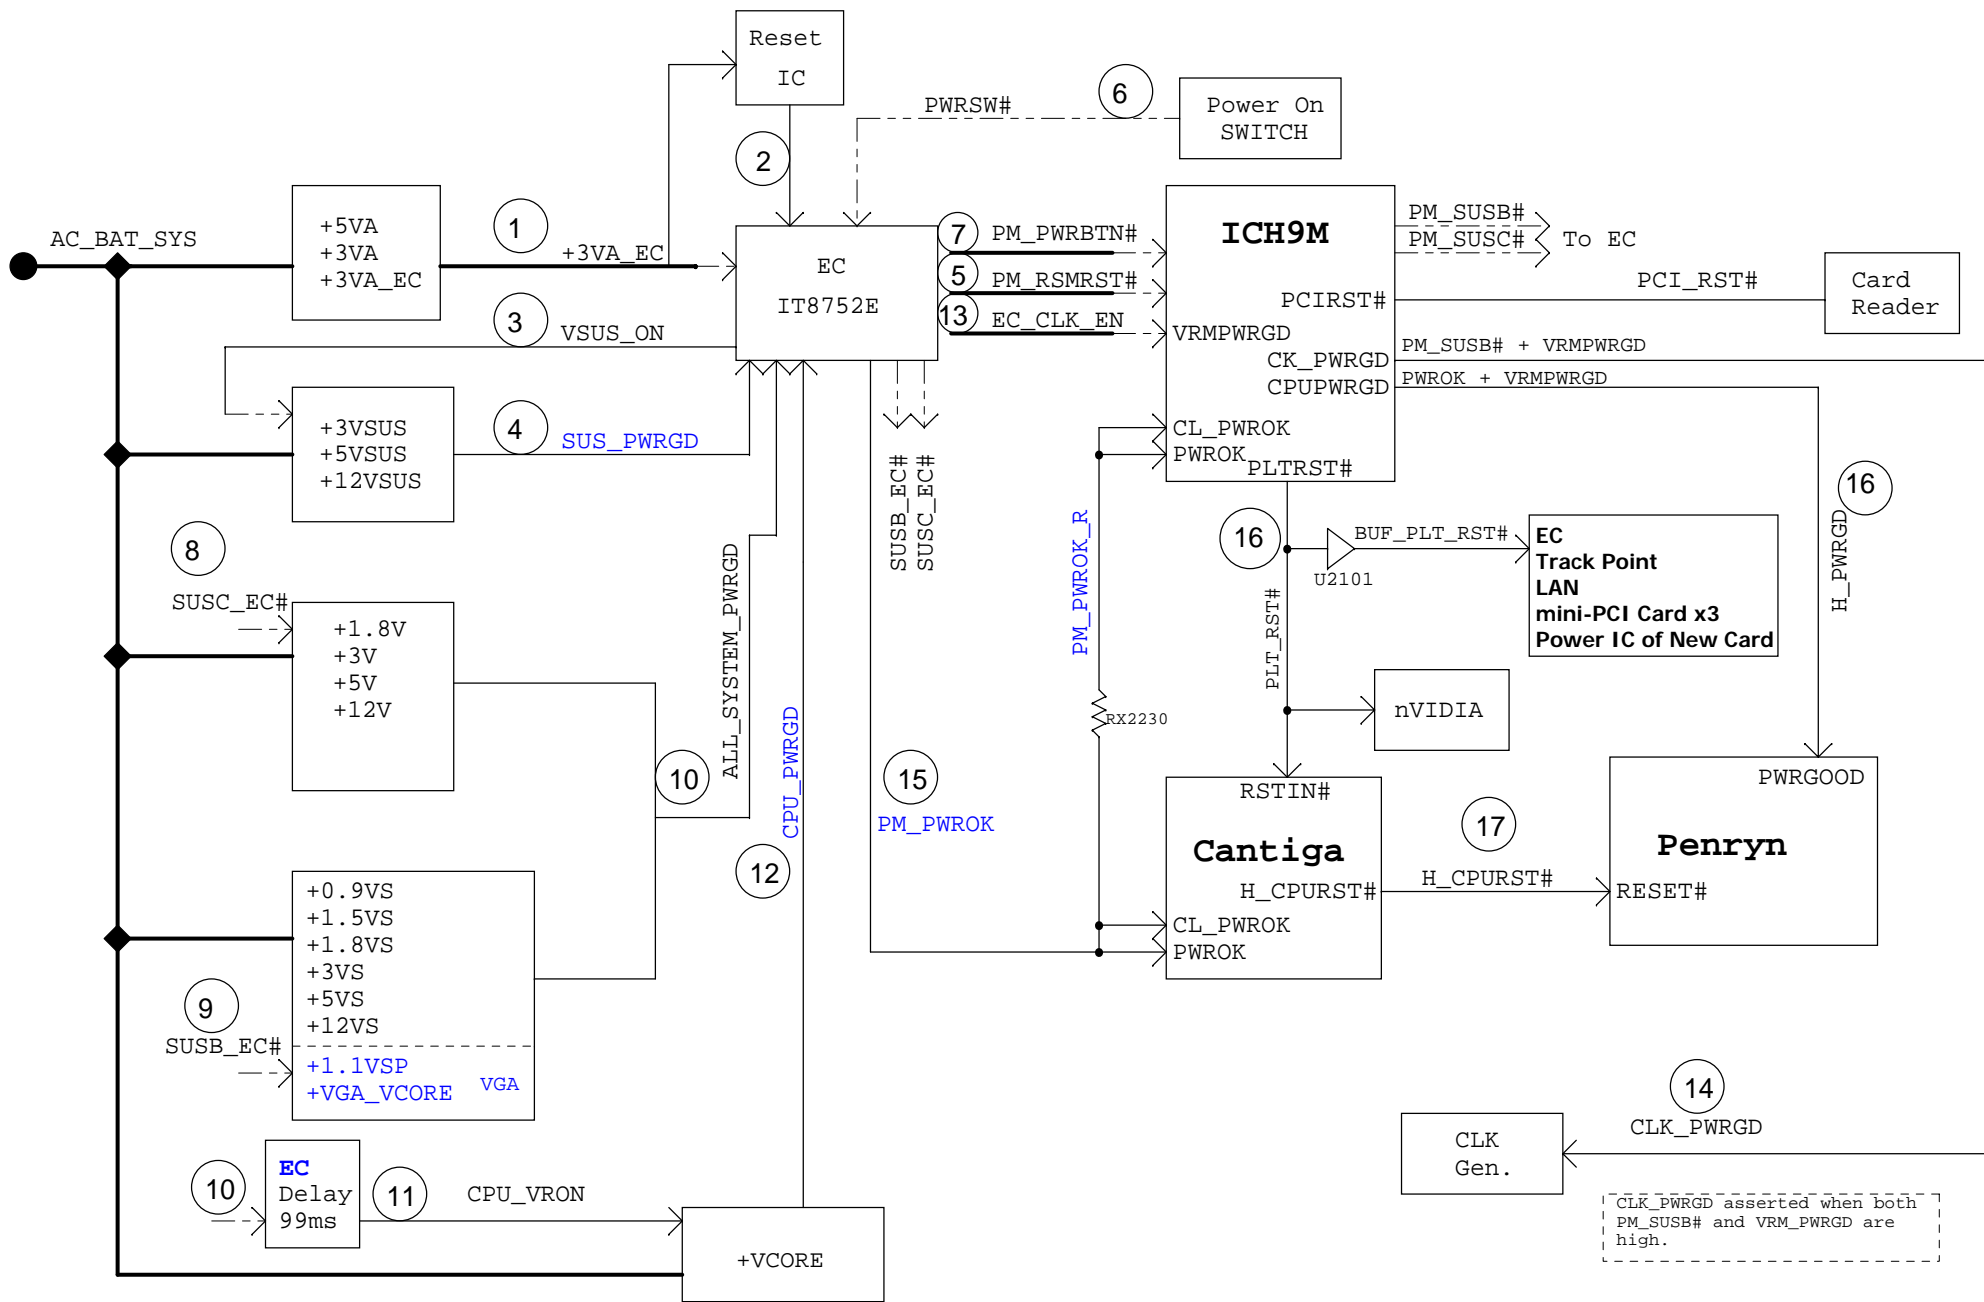 Reset
IC
2
PWRSW#
6
Power On
SWITCH
AC_BAT_SYS
+5VA
+3VA
+3VA_EC
1
+3VA_EC
EC
IT8752E
3
VSUS_ON
7
PM_PWRBTN#
5
PM_RSMRST#
13
EC_CLK_EN
ICH9M
PCIRST#
VRMPWRGD
CK_PWRGD
CPUPWRGD
CL_PWROK
PWROK
PLTRST#
PM_SUSB#
PM_SUSC#
To EC
PCI_RST#
Card
Reader
PM_SUSB# + VRMPWRGD
PWROK + VRMPWRGD
+3VSUS
+5VSUS
+12VSUS
4
SUS_PWRGD
SUSB_EC#
SUSC_EC#
8
SUSC_EC#
+1.8V
+3V
+5V
+12V
ALL_SYSTEM_PWRGD
10
CPU_PWRGD
12
15
PM_PWROK
PM_PWROK_R
RX2230
16
PLT_RST#
U2101
BUF_PLT_RST#
EC
Track Point
LAN
mini-PCI Card x3
Power IC of New Card
16
H_PWRGD
nVIDIA
RSTIN#
Cantiga
H_CPURST#
CL_PWROK
PWROK
17
H_CPURST#
PWRGOOD
Penryn
RESET#
+0.9VS
+1.5VS
+1.8VS
+3VS
+5VS
+12VS
9
SUSB_EC#
+1.1VSP
+VGA_VCORE
VGA
10
EC
Delay
99ms
11
CPU_VRON
+VCORE
CLK
Gen.
14
CLK_PWRGD
CLK_PWRGD asserted when both
PM_SUSB# and VRM_PWRGD are
high.